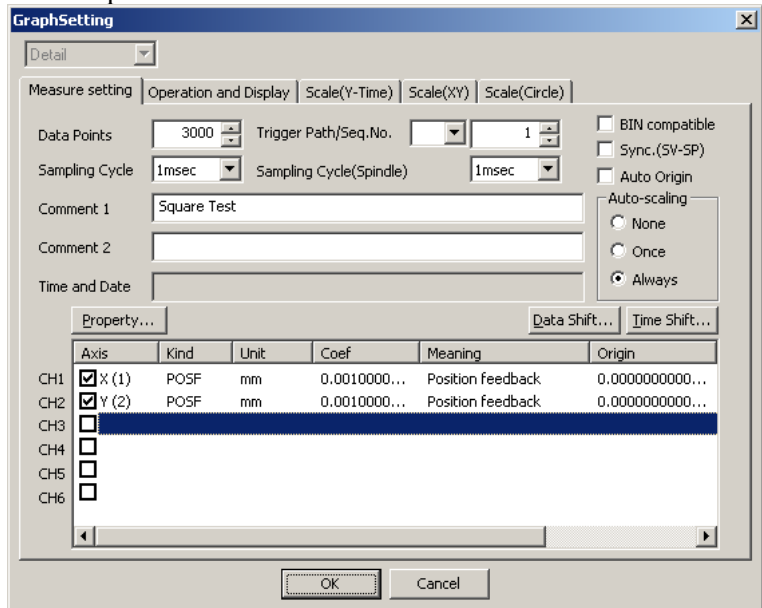 GraphSetting
Detail
Measure setting Operation and Display Scale(Y-Time) Scale(XY) Scale(Circle)
Data Points 3000 Trigger Path/Seq.No. 1 BIN compatible
Sync.(SV-SP)
Sampling Cycle 1msec Sampling Cycle(Spindle) 1msec Auto Origin
Auto-scaling
Comment 1 Square Test None
Comment 2 Once
Time and Date Always
Property... Data Shift... Time Shift...
Axis Kind Unit Coef Meaning Origin
CH1 X (1) POSF mm 0.0010000... Position feedback 0.0000000000...
CH2 Y (2) POSF mm 0.0010000... Position feedback 0.0000000000...
CH3
CH4
CH5
CH6
OK Cancel